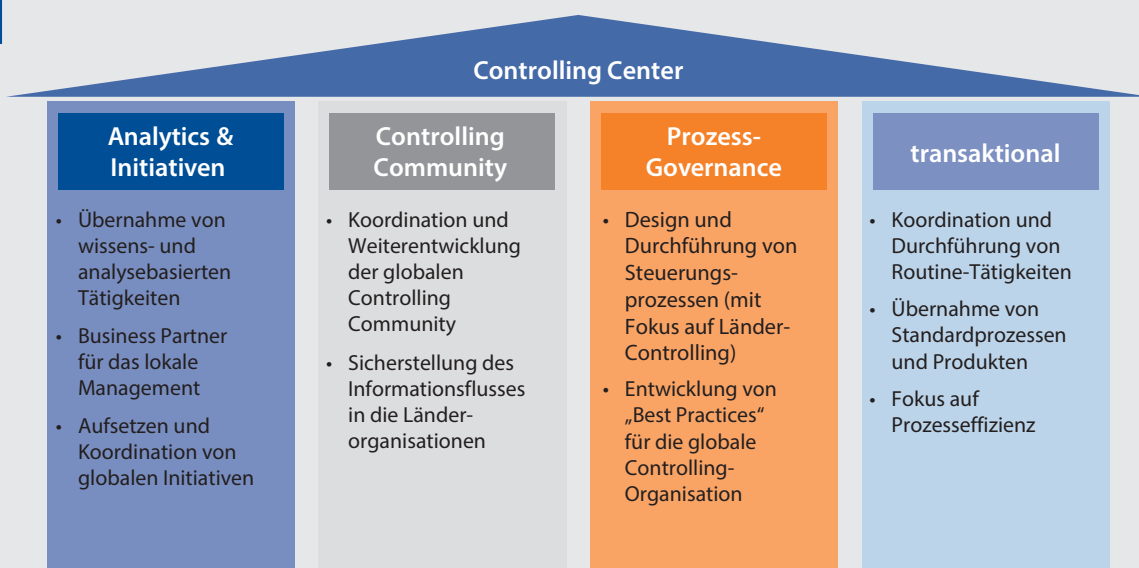 Controlling Center
Analytics &
Initiativen
• Übernahme von
wissens- und
analysebasierten
Tätigkeiten
• Business Partner
für das lokale
Management
• Aufsetzen und
Koordination von
globalen Initiativen
Controlling
Community
• Koordination und
Weiterentwicklung
der globalen
Controlling
Community
• Sicherstellung des
Informationsflusses
in die Länder-
organisationen
Prozess-
Governance
• Design und
Durchführung von
Steuerungs-
prozessen (mit
Fokus auf Länder-
Controlling)
• Entwicklung von
„Best Practices“
für die globale
Controlling-
Organisation
transaktional
• Koordination und
Durchführung von
Routine-Tätigkeiten
• Übernahme von
Standardprozessen
und Produkten
• Fokus auf
Prozesseffizienz